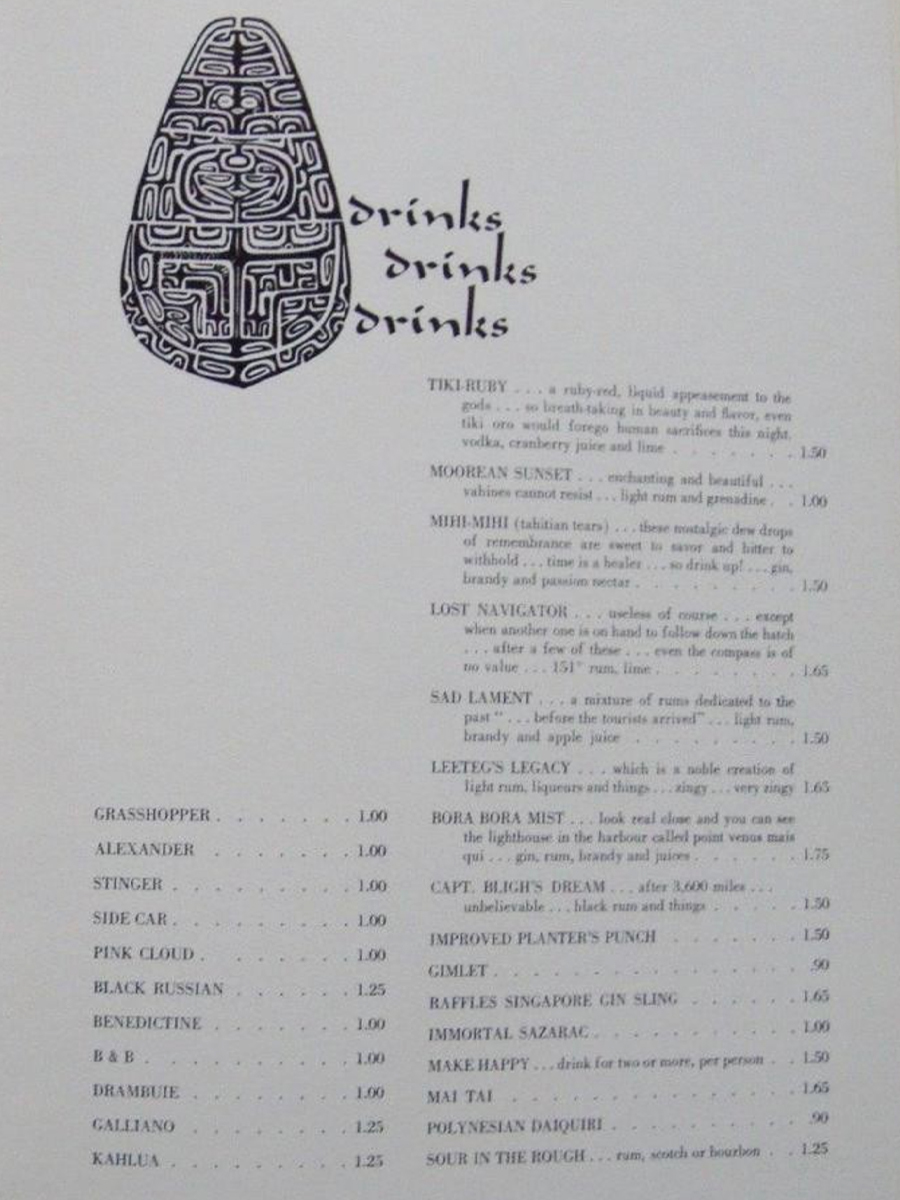 drinks
drinks
drinks
TIKI-RUBY . . . a ruby-red, liquid appeasement to the
gods . . . so breath-taking in beauty and flavor, even
tiki oro would forego human sacrifices this night.
vodka, cranberry juice and lime . . . . . . . 1.50
MOOREAN SUNSET . . . enchanting and beautiful . . .
vahines cannot resist . . . light rum and grenadine . . 1.00
MIHI-MIHI (tahitian tears) . . . these nostalgic dew drops
of remembrance are sweet to savor and bitter to
withhold . . . time is a healer . . . so drink up! . . . gin,
brandy and passion nectar . . . . . . . . . 1.50
LOST NAVIGATOR . . . useless of course . . . except
when another one is on hand to follow down the hatch
. . . after a few of these . . . even the compass is of
no value . . . 151° rum, lime . . . . . . . . 1.65
SAD LAMENT . . . a mixture of rums dedicated to the
past " . . . before the tourists arrived" . . . light rum,
brandy and apple juice . . . . . . . . . 1.50
LEETEG'S LEGACY . . . which is a noble creation of
light rum, liqueurs and things . . . zingy . . . very zingy 1.65
BORA BORA MIST . . . look real close and you can see
the lighthouse in the harbour called point venus mais
qui . . . gin, rum, brandy and juices . . . . . . 1.75
CAPT. BLIGH'S DREAM . . . after 3,600 miles . . .
unbelievable . . . black rum and things . . . . . 1.50
IMPROVED PLANTER'S PUNCH . . . . . . . 1.50
GIMLET . . . . . . . . . . . . . . . .90
RAFFLES SINGAPORE GIN SLING . . . . . . 1.65
IMMORTAL SAZARAC . . . . . . . . . . . 1.00
MAKE HAPPY . . . drink for two or more, per person . . 1.50
MAI TAI . . . . . . . . . . . . . . . 1.65
POLYNESIAN DAIQUIRI . . . . . . . . . . .90
SOUR IN THE ROUGH . . . rum, scotch or bourbon . . 1.25
GRASSHOPPER . . . . . . . 1.00
ALEXANDER . . . . . . . 1.00
STINGER . . . . . . . . . 1.00
SIDE CAR . . . . . . . . . 1.00
PINK CLOUD . . . . . . . 1.00
BLACK RUSSIAN . . . . . . 1.25
BENEDICTINE . . . . . . . 1.00
B & B . . . . . . . . . . 1.00
DRAMBUIE . . . . . . . . 1.00
GALLIANO . . . . . . . . 1.25
KAHLUA . . . . . . . . . 1.25